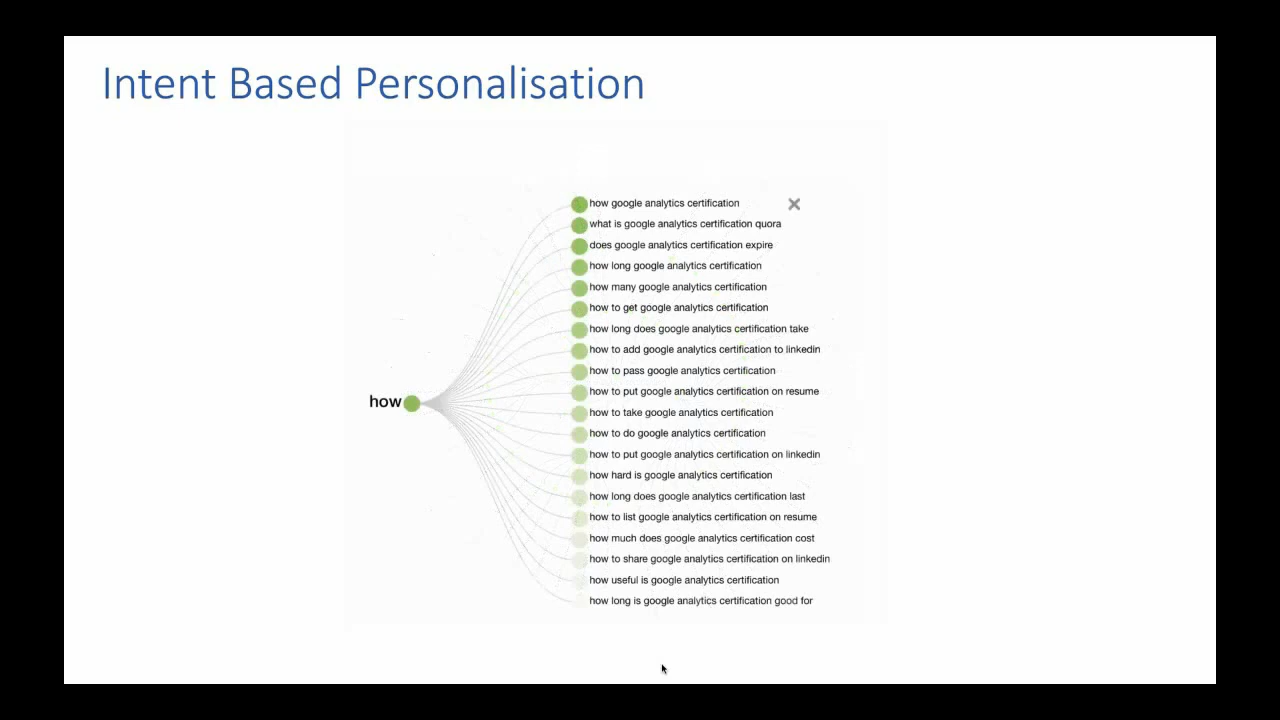 Intent Based Personalisation
how google analytics certification
what is google analytics certification quora
does google analytics certification expire
how long google analytics certification
how many google analytics certification
how to get google analytics certification
how long does google analytics certification take
how to add google analytics certification to linkedin
how to pass google analytics certification
how to put google analytics certification on resume
how
how to take google analytics certification
how to do google analytics certification
how to put google analytics certification on linkedin
how hard is google analytics certification
how long does google analytics certification last
how to list google analytics certification on resume
how much does google analytics certification cost
how to share google analytics certification on linkedin
how useful is google analytics certification
how long is google analytics certification good for